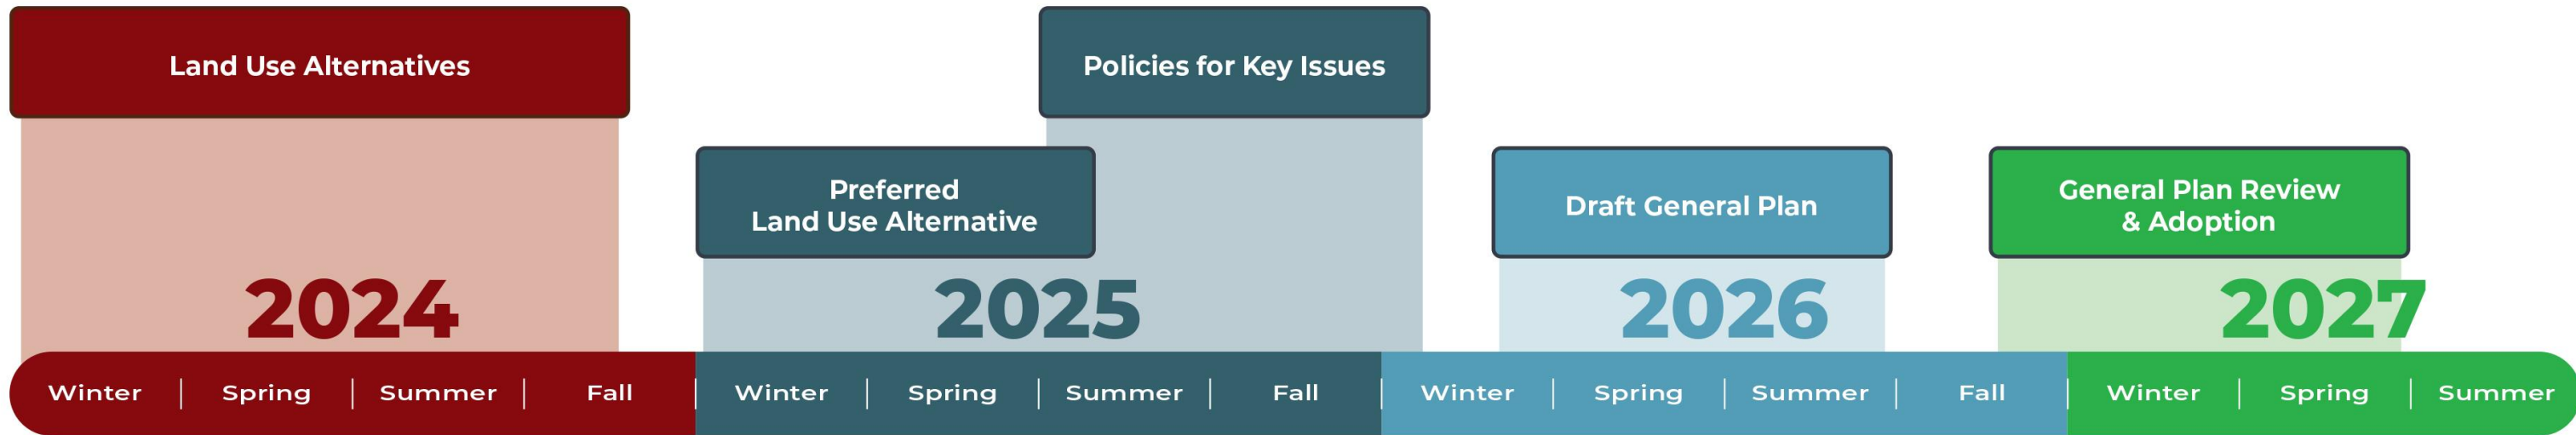 Land Use Alternatives
Policies for Key Issues
Preferred
Land Use Alternative
Draft General Plan
General Plan Review
& Adoption
2024
2025
2026
2027
Winter
Spring
Summer
Fall
Winter
Spring
Summer
Fall
Winter
Spring
Summer
Fall
Winter
Spring
Summer